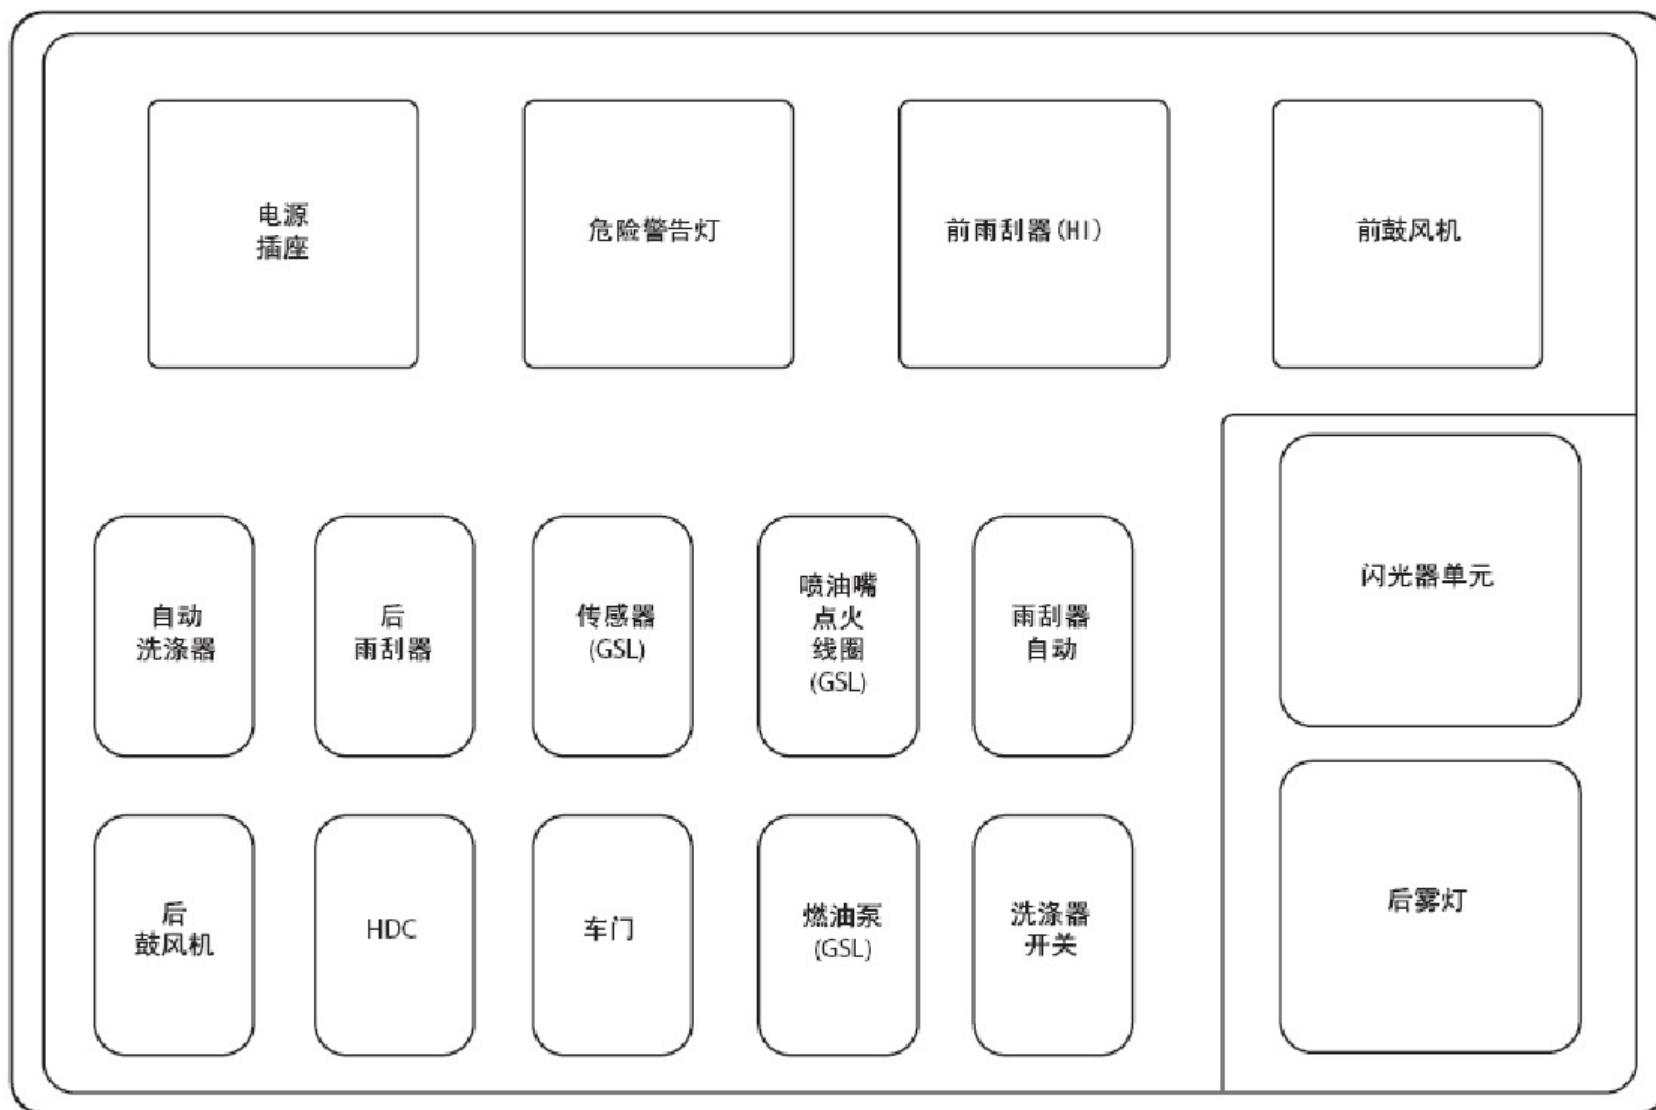 电源
插座
危险警告灯
前雨刮器(HI)
前鼓风机
自动
洗涤器
后
雨刮器
传感器
(GSL)
喷油嘴
点火
线圈
(GSL)
雨刮器
自动
闪光器单元
后
鼓风机
HDC
车门
燃油泵
(GSL)
洗涤器
开关
后雾灯